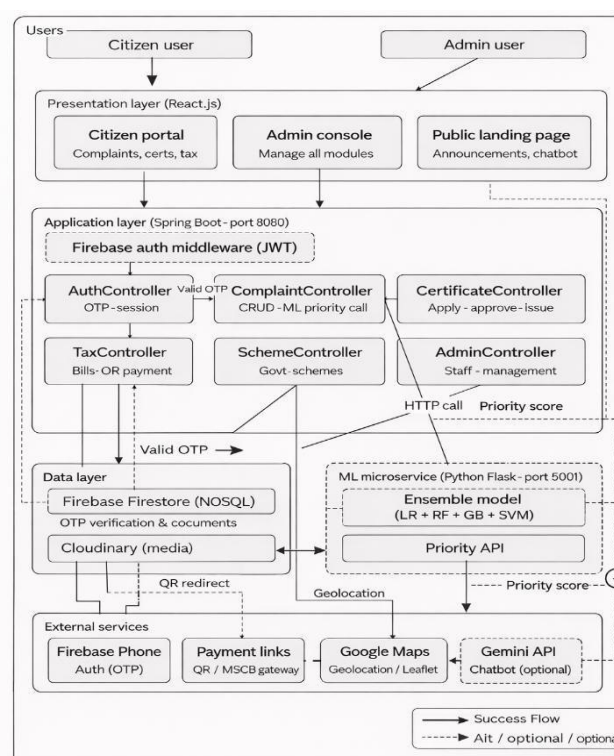 Users
Citizen user
Admin user
Presentation layer (React.js)
Citizen portal
Complaints, certs, tax
Admin console
Manage all modules
Public landing page
Announcements, chatbot
Application layer (Spring Boot - port 8080)
Firebase auth middleware (JWT)
AuthController
OTP-session
Valid OTP
ComplaintController
CRUD-ML priority call
CertificateController
Apply-approve-issue
TaxController
Bills-OR payment
SchemeController
Govt-schemes
AdminController
Staff - management
HTTP call
Priority score
Valid OTP
Data layer
Firebase Firestore (NOSQL)
OTP verification & cocuments
Cloudinary (media)
ML microservice (Python Flask - port 5001)
Ensemble model
(LR + RF + GB + SVM)
Priority API
QR redirect
Geolocation
Priority score
External services
Firebase Phone
Auth (OTP)
Payment links
QR / MSCB gateway
Google Maps
Geolocation / Leaflet
Gemini API
Chatbot (optional)
Success Flow
Ait / optional / optional